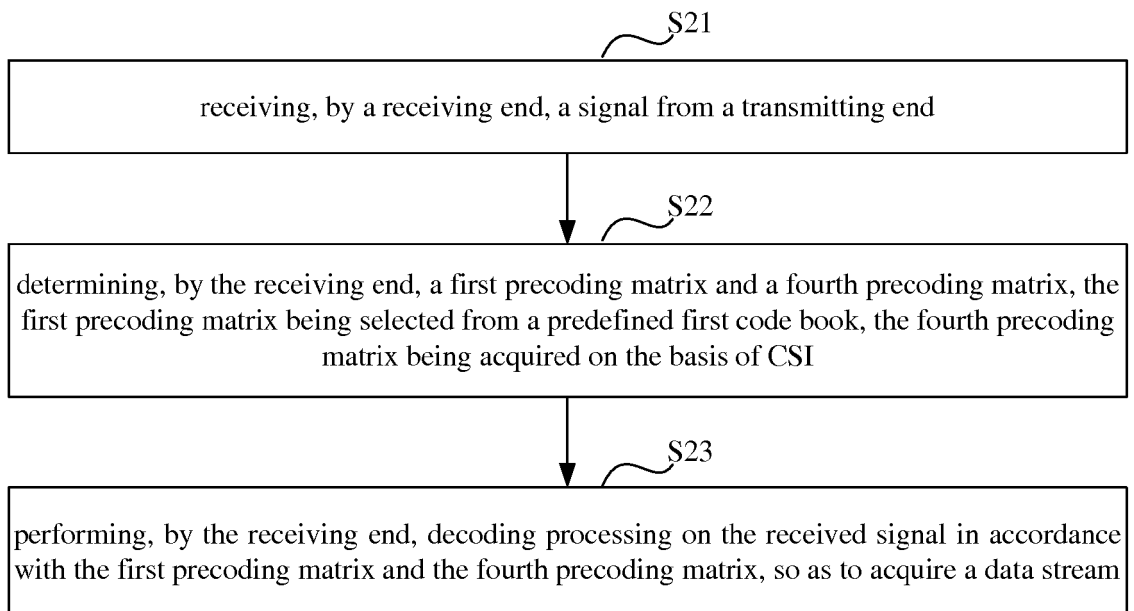 S21
receiving, by a receiving end, a signal from a transmitting end
S22
determining, by the receiving end, a first precoding matrix and a fourth precoding matrix, the
first precoding matrix being selected from a predefined first code book, the fourth precoding
matrix being acquired on the basis of CSI
S23
performing, by the receiving end, decoding processing on the received signal in accordance
with the first precoding matrix and the fourth precoding matrix, so as to acquire a data stream